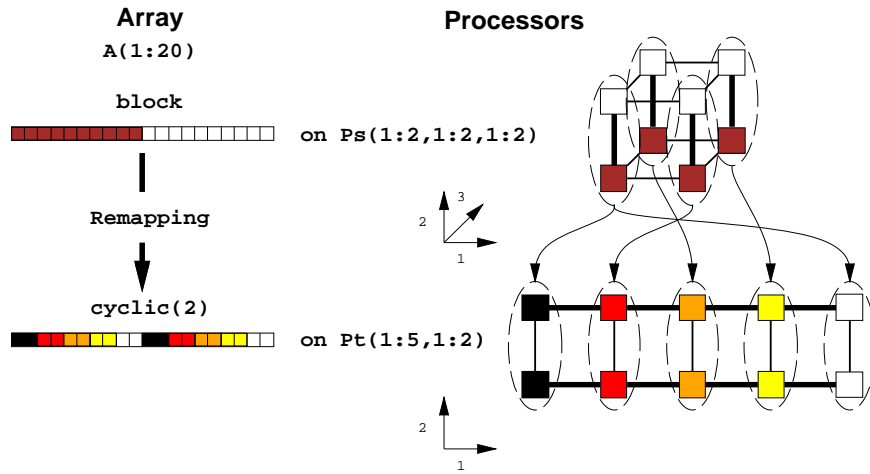 Array
Processors
A(1:20)
block
on Ps(1:2,1:2,1:2)
3
2
1
Remapping
cyclic(2)
on Pt(1:5,1:2)
2
1